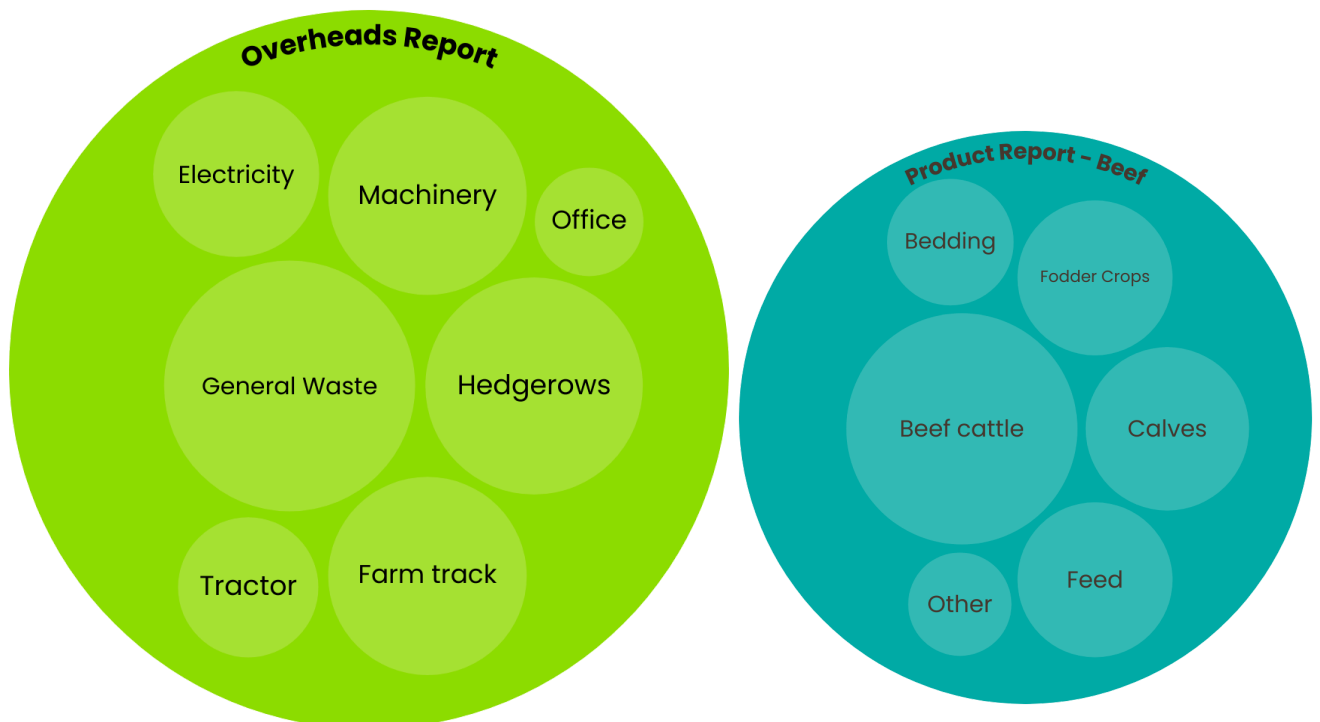 Overheads Report
Electricity
Machinery
Office
General Waste
Hedgerows
Tractor
Farm track
Product Report - Beef
Bedding
Fodder Crops
Beef cattle
Calves
Feed
Other